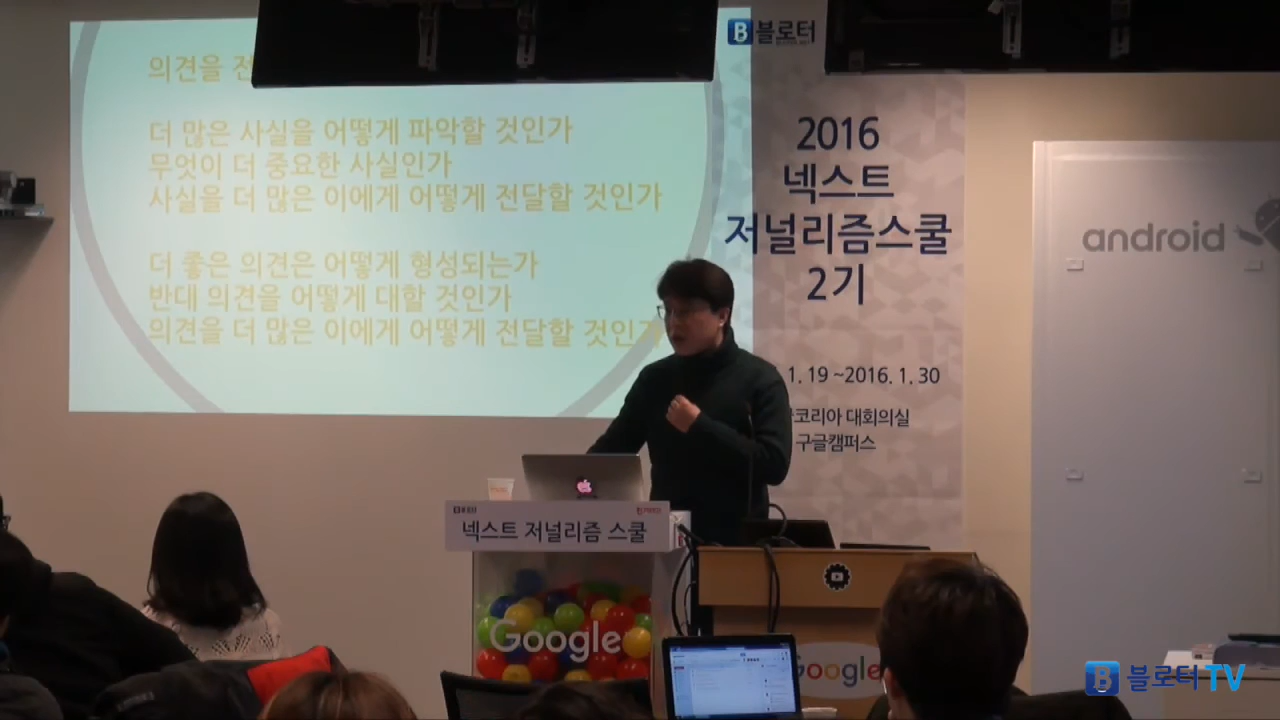 의견을 전
더 많은 사실을 어떻게 파악할 것인가
무엇이 더 중요한 사실인가
사실을 더 많은 이에게 어떻게 전달할 것인가
더 좋은 의견은 어떻게 형성되는가
반대 의견을 어떻게 대할 것인가
의견을 더 많은 이에게 어떻게 전달할 것인가
B 블로터
2016
넥스트
저널리즘스쿨
2기
1. 19 ~2016. 1. 30
코리아 대회의실
구글캠퍼스
android
넥스트 저널리즘 스쿨
Google
Google
B 블로터 TV